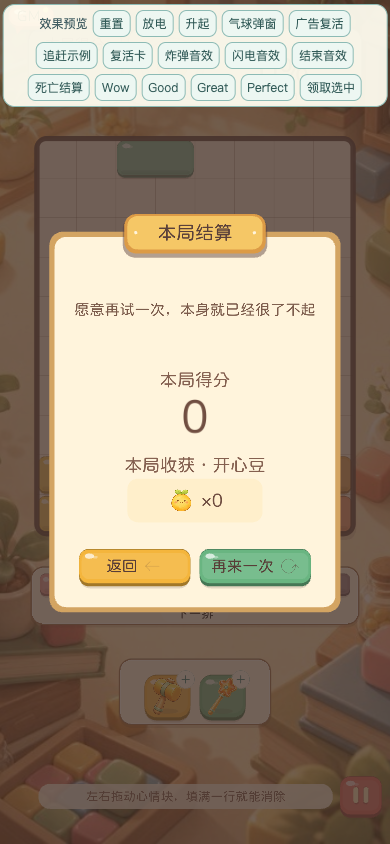 效果预览 重置 放电 升起 气球弹窗 广告复活
追赶示例 复活卡 炸弹音效 闪电音效 结束音效
死亡结算 Wow Good Great Perfect 领取选中
本局结算
愿意再试一次，本身就已经很了不起
本局得分
0
本局收获·开心豆
×0
返回 ← 再来一次
下一排
+ +
左右拖动心情块，填满一行就能消除